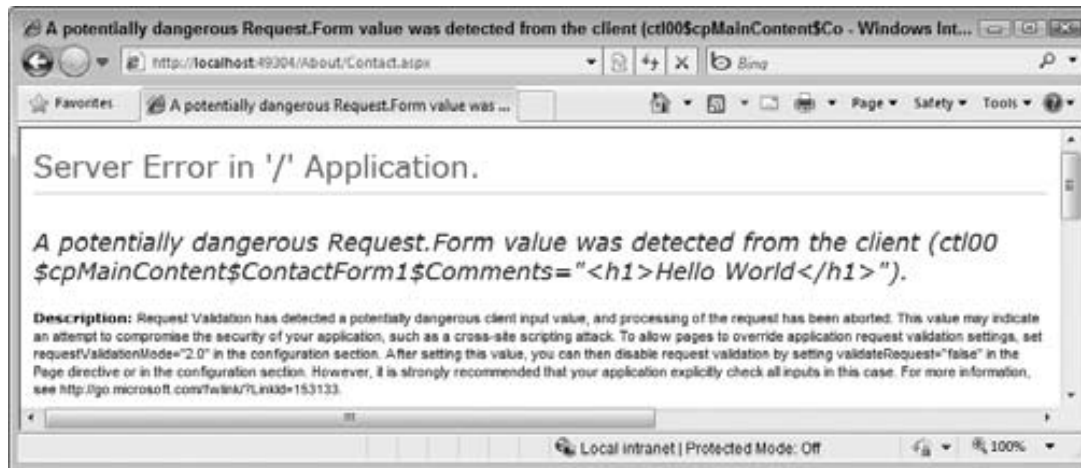 A potentially dangerous Request.Form value was detected from the client (ctl00$cpMainContent$Co - Windows Int...
http://localhost:49304/About/Contact.aspx
Bing
Favorites
A potentially dangerous Request.Form value was ...
Page
Safety
Tools
Server Error in '/' Application.
A potentially dangerous Request.Form value was detected from the client (ctl00
$cpMainContent$ContactForm1$Comments="<h1>Hello World</h1>").
Description: Request Validation has detected a potentially dangerous client input value, and processing of the request has been aborted. This value may indicate
an attempt to compromise the security of your application, such as a cross-site scripting attack. To allow pages to override application request validation settings, set
requestValidationMode="2.0" in the configuration section. After setting this value, you can then disable request validation by setting validateRequest="false" in the
Page directive or in the configuration section. However, it is strongly recommended that your application explicitly check all inputs in this case. For more information,
see http://go.microsoft.com/fwlink/?LinkId=153133.
Local intranet | Protected Mode: Off
100%